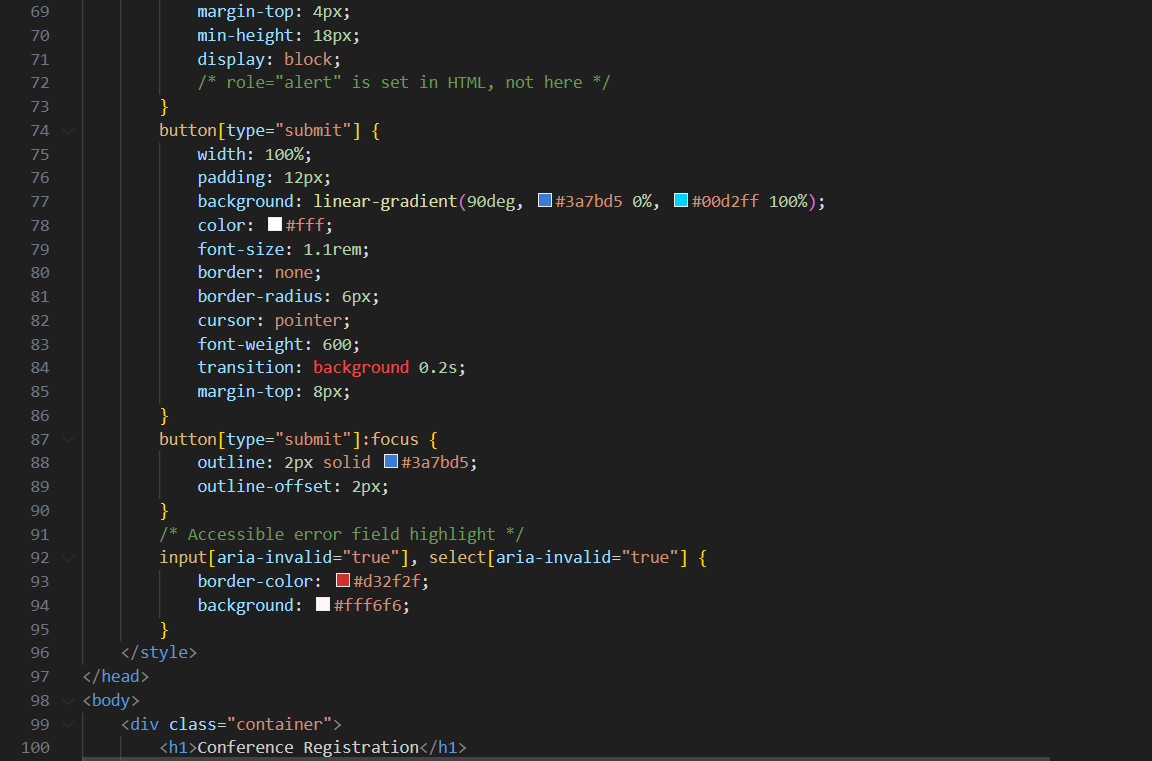 69 margin-top: 4px;
70 min-height: 18px;
71 display: block;
72 /* role="alert" is set in HTML, not here */
73 }
74 button[type="submit"] {
75 width: 100%;
76 padding: 12px;
77 background: linear-gradient(90deg, #3a7bd5 0%, #00d2ff 100%);
78 color: #fff;
79 font-size: 1.1rem;
80 border: none;
81 border-radius: 6px;
82 cursor: pointer;
83 font-weight: 600;
84 transition: background 0.2s;
85 margin-top: 8px;
86 }
87 button[type="submit"]:focus {
88 outline: 2px solid #3a7bd5;
89 outline-offset: 2px;
90 }
91 /* Accessible error field highlight */
92 input[aria-invalid="true"], select[aria-invalid="true"] {
93 border-color: #d32f2f;
94 background: #fff6f6;
95 }
96 </style>
97 </head>
98 <body>
99 <div class="container">
100 <h1>Conference Registration</h1>